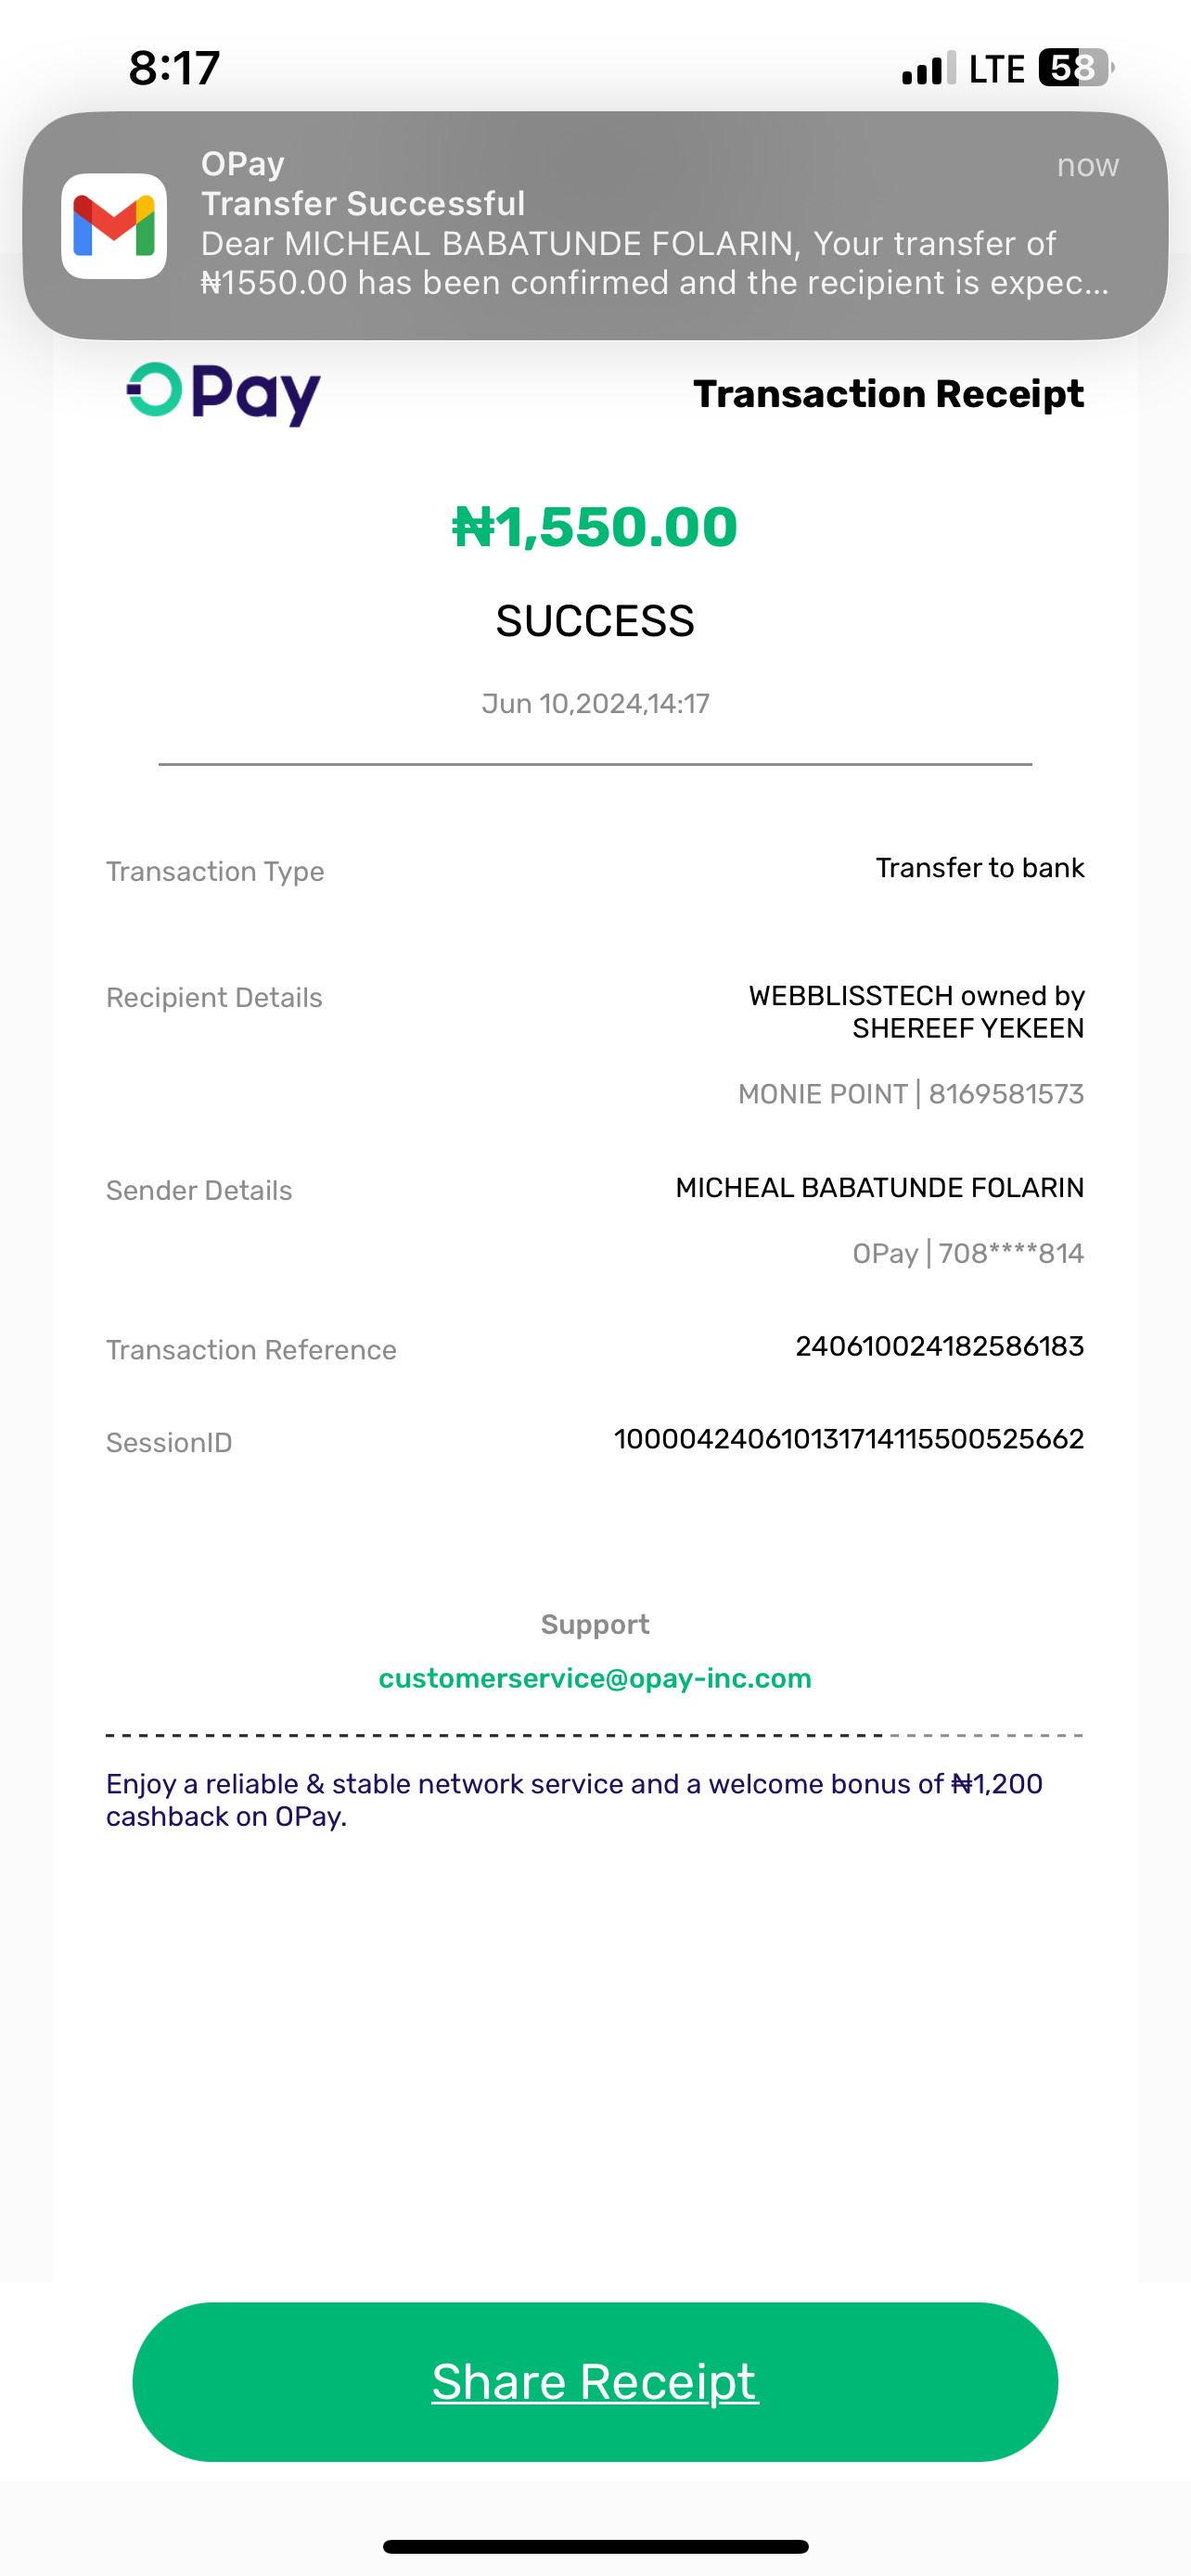 8:17 LTE 58
OPay now
Transfer Successful
Dear MICHEAL BABATUNDE FOLARIN, Your transfer of
₦1550.00 has been confirmed and the recipient is expec...
OPay Transaction Receipt
₦1,550.00
SUCCESS
Jun 10,2024,14:17
Transaction Type Transfer to bank
Recipient Details WEBBLISSTECH owned by
SHEREEF YEKEEN
MONIE POINT | 8169581573
Sender Details MICHEAL BABATUNDE FOLARIN
OPay | 708****814
Transaction Reference 240610024182586183
SessionID 100004240610131714115500525662
Support
customerservice@opay-inc.com
Enjoy a reliable & stable network service and a welcome bonus of ₦1,200
cashback on OPay.
Share Receipt